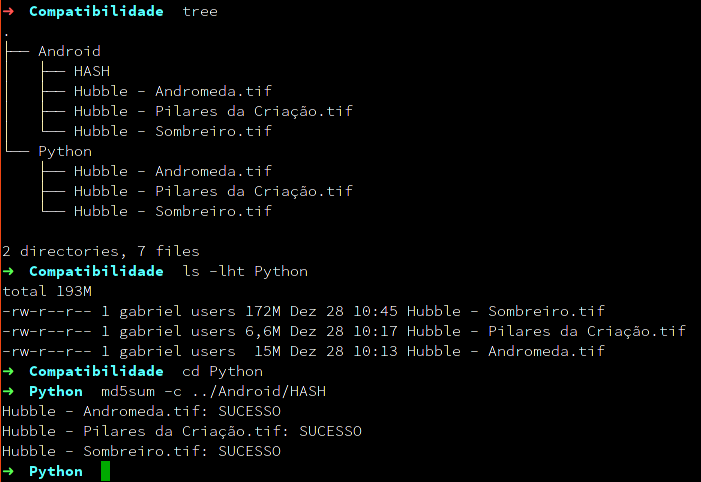 ➜ Compatibilidade tree
.
├── Android
│   ├── HASH
│   ├── Hubble - Andromeda.tif
│   ├── Hubble - Pilares da Criação.tif
│   └── Hubble - Sombreiro.tif
└── Python
    ├── Hubble - Andromeda.tif
    ├── Hubble - Pilares da Criação.tif
    └── Hubble - Sombreiro.tif

2 directories, 7 files
➜ Compatibilidade ls -lht Python
total 193M
-rw-r--r-- 1 gabriel users 172M Dez 28 10:45 Hubble - Sombreiro.tif
-rw-r--r-- 1 gabriel users 6,6M Dez 28 10:17 Hubble - Pilares da Criação.tif
-rw-r--r-- 1 gabriel users  15M Dez 28 10:13 Hubble - Andromeda.tif
➜ Compatibilidade cd Python
➜ Python md5sum -c ../Android/HASH
Hubble - Andromeda.tif: SUCESSO
Hubble - Pilares da Criação.tif: SUCESSO
Hubble - Sombreiro.tif: SUCESSO
➜ Python